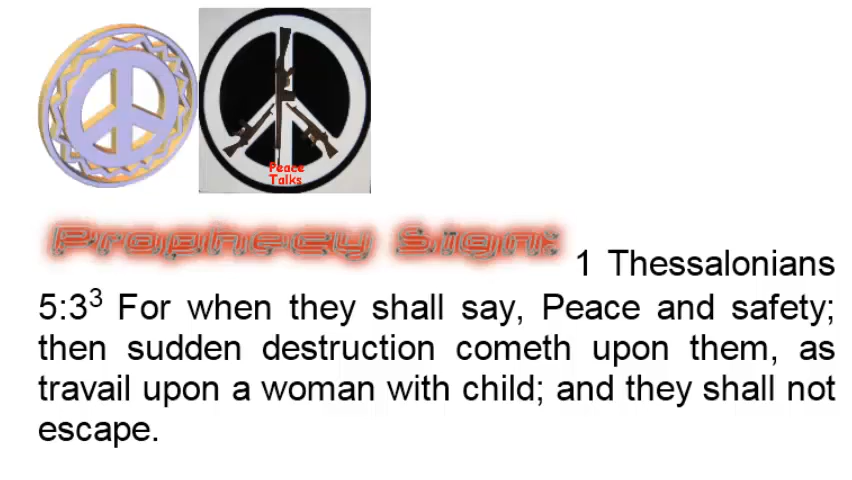 Peace
Talks
Prophecy Sign: 1 Thessalonians
5:3³ For when they shall say, Peace and safety;
then sudden destruction cometh upon them, as
travail upon a woman with child; and they shall not
escape.